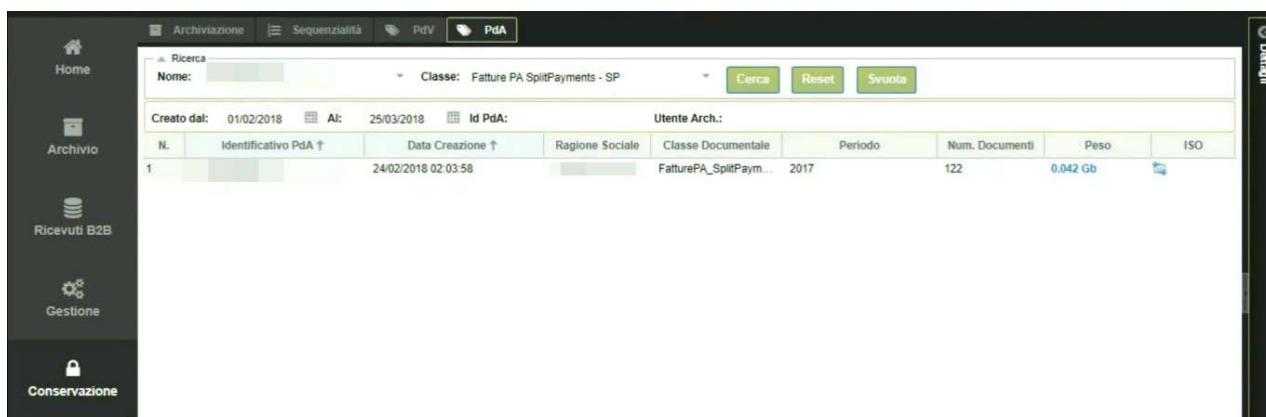 Archiviazione Sequenzialità PdV PdA
Home
Ricerca
Nome: Classe: Fatture PA SplitPayments - SP Cerca Reset Svuota
Creato dal: 01/02/2018 Al: 25/03/2018 Id PdA: Utente Arch.:
Archivio
N. Identificativo PdA ↑ Data Creazione ↑ Ragione Sociale Classe Documentale Periodo Num. Documenti Peso ISO
1 24/02/2018 02:03:58 FatturePA_SplitPaym... 2017 122 0.042 Gb
Ricevuti B2B
Gestione
Conservazione